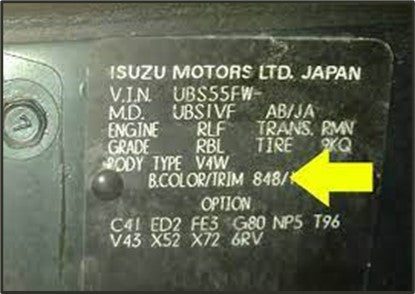 ISUZU MOTORS LTD. JAPAN
V.I.N. UBS55FW-
M.D. UBS1VF AB/JA
ENGINE RLF TRANS. RMN
GRADE RBL TIRE 9KQ
BODY TYPE V4W
B.COLOR/TRIM 848/
OPTION
C41 ED2 FE3 G80 NP5 T96
V43 X52 X72 6RV